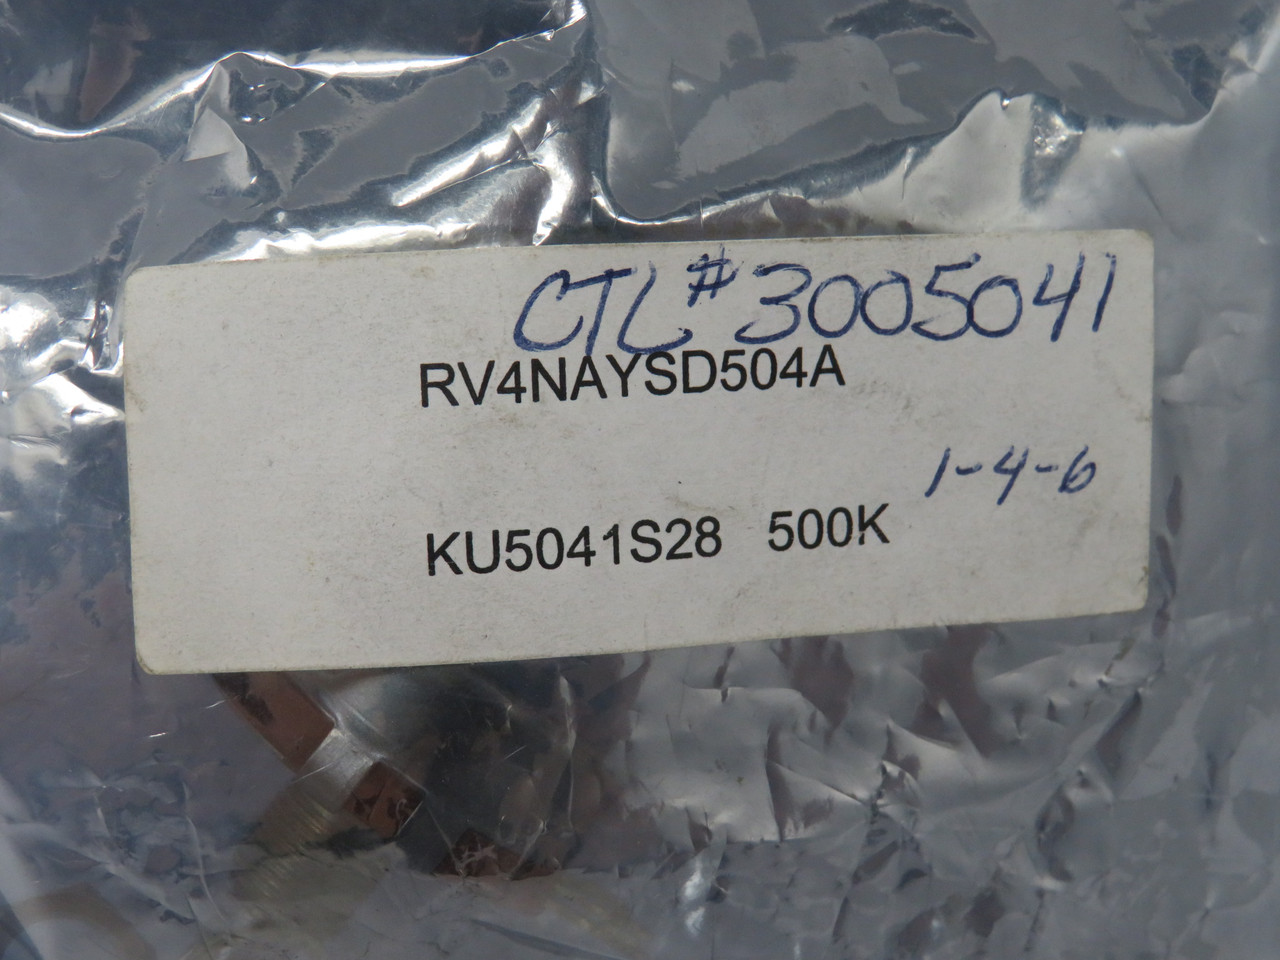 CTL# 3005041
RV4NAYSD504A
1-4-6
KU5041S28 500K